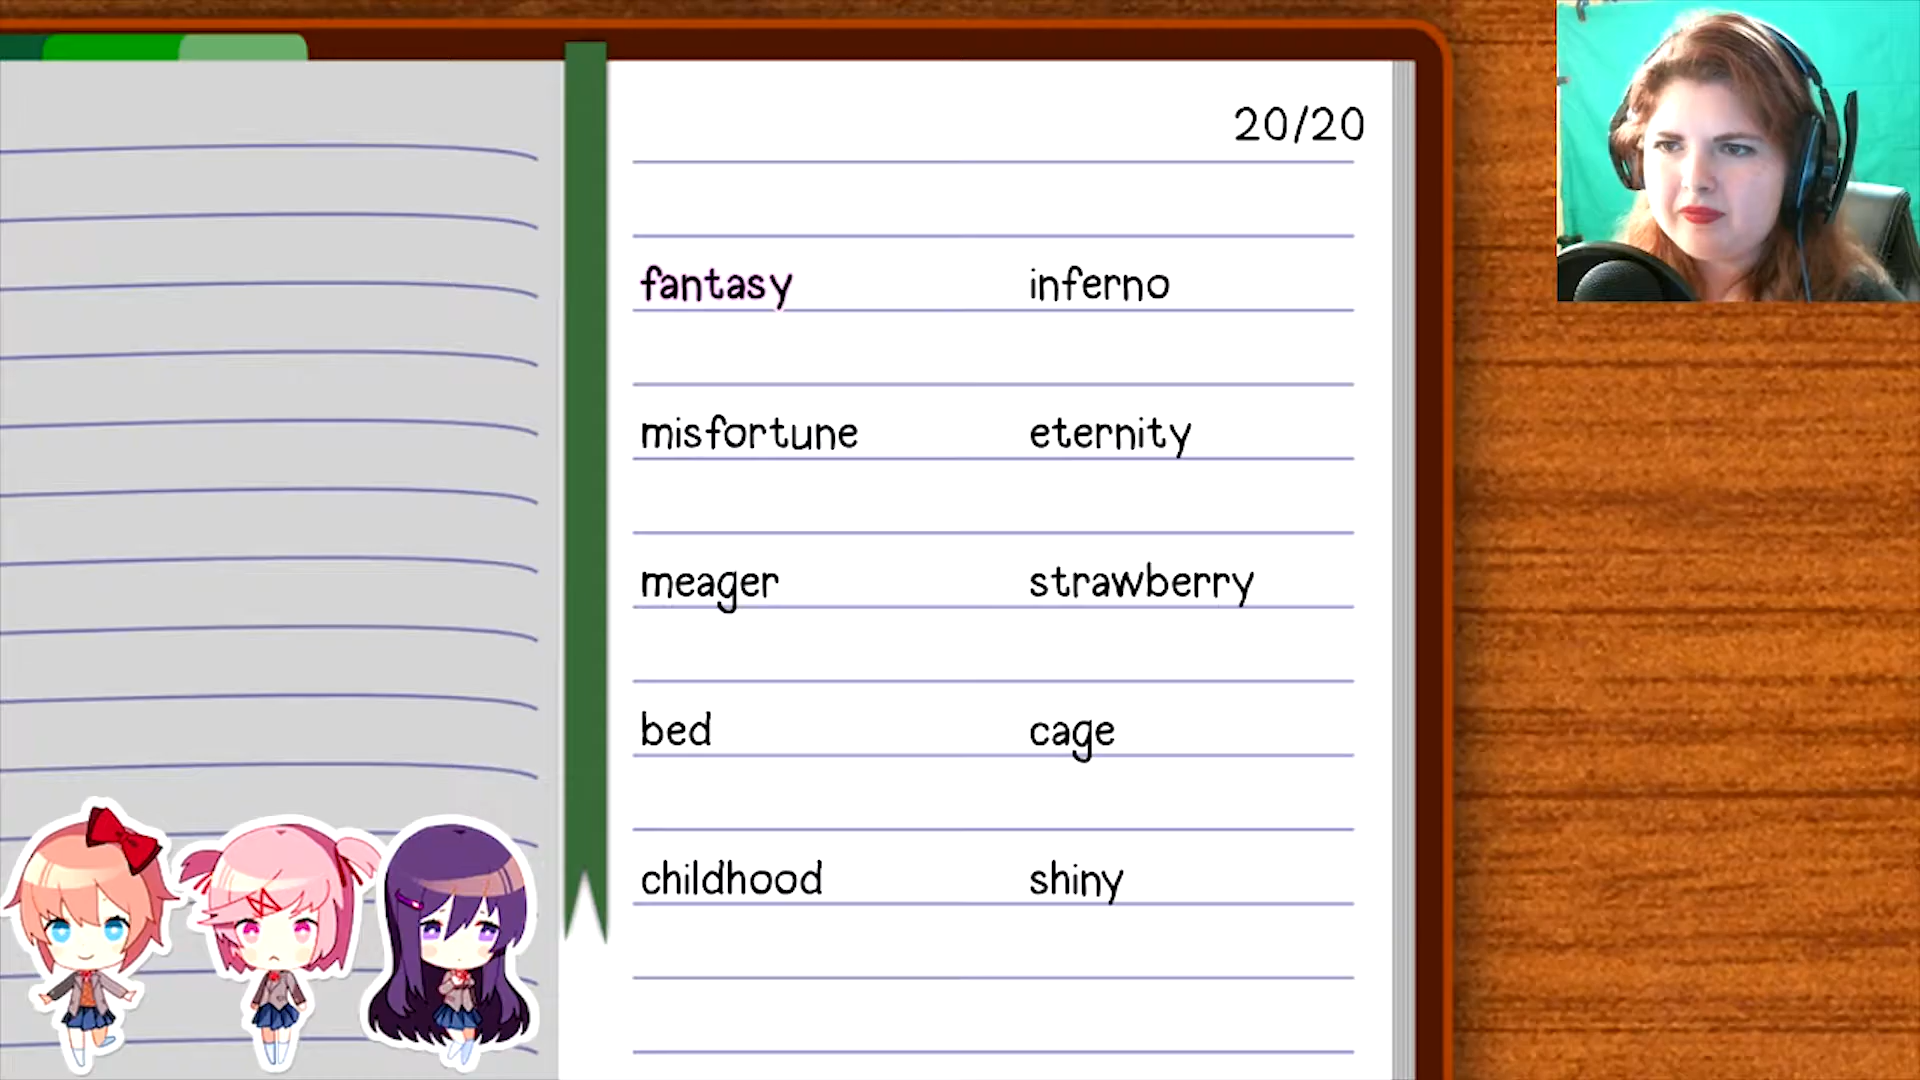 20/20
fantasy inferno
misfortune eternity
meager strawberry
bed cage
childhood shiny